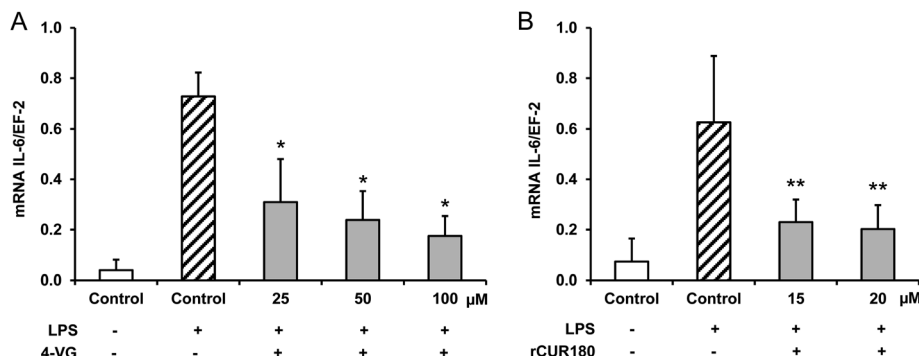 A
mRNA IL-6/EF-2
1.0
0.8
0.6
0.4
0.2
0.0
* * *
Control Control 25 50 100 μM
LPS - + + + +
4-VG - - + + +
B
mRNA IL-6/EF-2
1.0
0.8
0.6
0.4
0.2
0.0
** **
Control Control 15 20 μM
LPS - + + +
rCUR180 - - + +